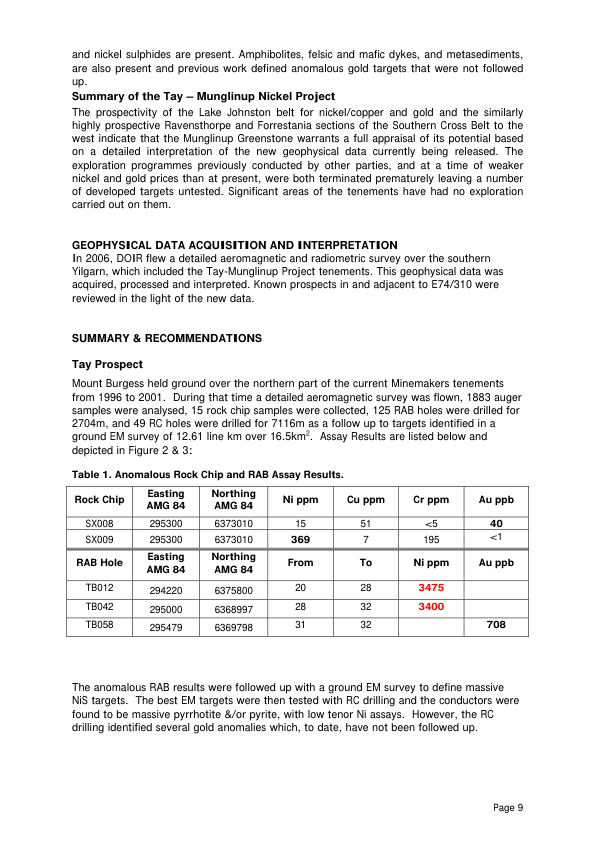 and nickel sulphides are present. Amphibolites, felsic and mafic dykes, and metasediments,
are also present and previous work defined anomalous gold targets that were not followed
up.
Summary of the Tay – Munglinup Nickel Project
The prospectivity of the Lake Johnston belt for nickel/copper and gold and the similarly
highly prospective Ravensthorpe and Forrestania sections of the Southern Cross Belt to the
west indicate that the Munglinup Greenstone warrants a full appraisal of its potential based
on a detailed interpretation of the new geophysical data currently being released. The
exploration programmes previously conducted by other parties, and at a time of weaker
nickel and gold prices than at present, were both terminated prematurely leaving a number
of developed targets untested. Significant areas of the tenements have had no exploration
carried out on them.
GEOPHYSICAL DATA ACQUISITION AND INTERPRETATION
In 2006, DOIR flew a detailed aeromagnetic and radiometric survey over the southern
Yilgarn, which included the Tay-Munglinup Project tenements. This geophysical data was
acquired, processed and interpreted. Known prospects in and adjacent to E74/310 were
reviewed in the light of the new data.
SUMMARY & RECOMMENDATIONS
Tay Prospect
Mount Burgess held ground over the northern part of the current Minemakers tenements
from 1996 to 2001. During that time a detailed aeromagnetic survey was flown, 1883 auger
samples were analysed, 15 rock chip samples were collected, 125 RAB holes were drilled for
2704m, and 49 RC holes were drilled for 7116m as a follow up to targets identified in a
ground EM survey of 12.61 line km over 16.5km². Assay Results are listed below and
depicted in Figure 2 & 3:
Table 1. Anomalous Rock Chip and RAB Assay Results.
Rock Chip Easting AMG 84 Northing AMG 84 Ni ppm Cu ppm Cr ppm Au ppb
SX008 295300 6373010 15 51 <5 40
SX009 295300 6373010 369 7 195 <1
RAB Hole Easting AMG 84 Northing AMG 84 From To Ni ppm Au ppb
TB012 294220 6375800 20 28 3475
TB042 295000 6368997 28 32 3400
TB058 295479 6369798 31 32 708
The anomalous RAB results were followed up with a ground EM survey to define massive
NiS targets. The best EM targets were then tested with RC drilling and the conductors were
found to be massive pyrrhotite &/or pyrite, with low tenor Ni assays. However, the RC
drilling identified several gold anomalies which, to date, have not been followed up.
Page 9